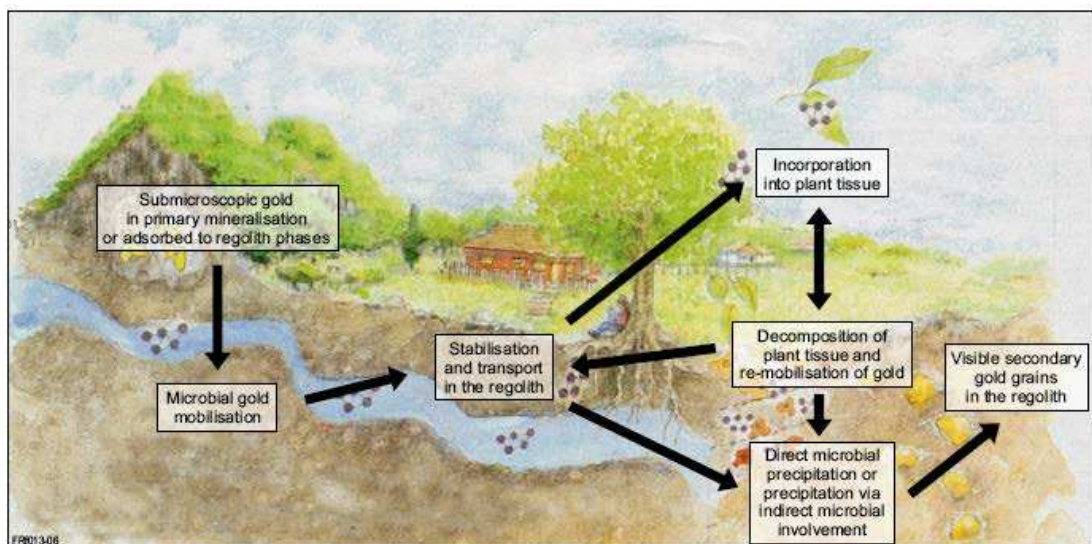 Submicroscopic gold
in primary mineralisation
or adsorbed to regolith phases
Microbial gold
mobilisation
Stabilisation
and transport
in the regolith
Incorporation
into plant tissue
Decomposition of
plant tissue and
re-mobilisation of gold
Direct microbial
precipitation or
precipitation via
indirect microbial
involvement
Visible secondary
gold grains
in the regolith